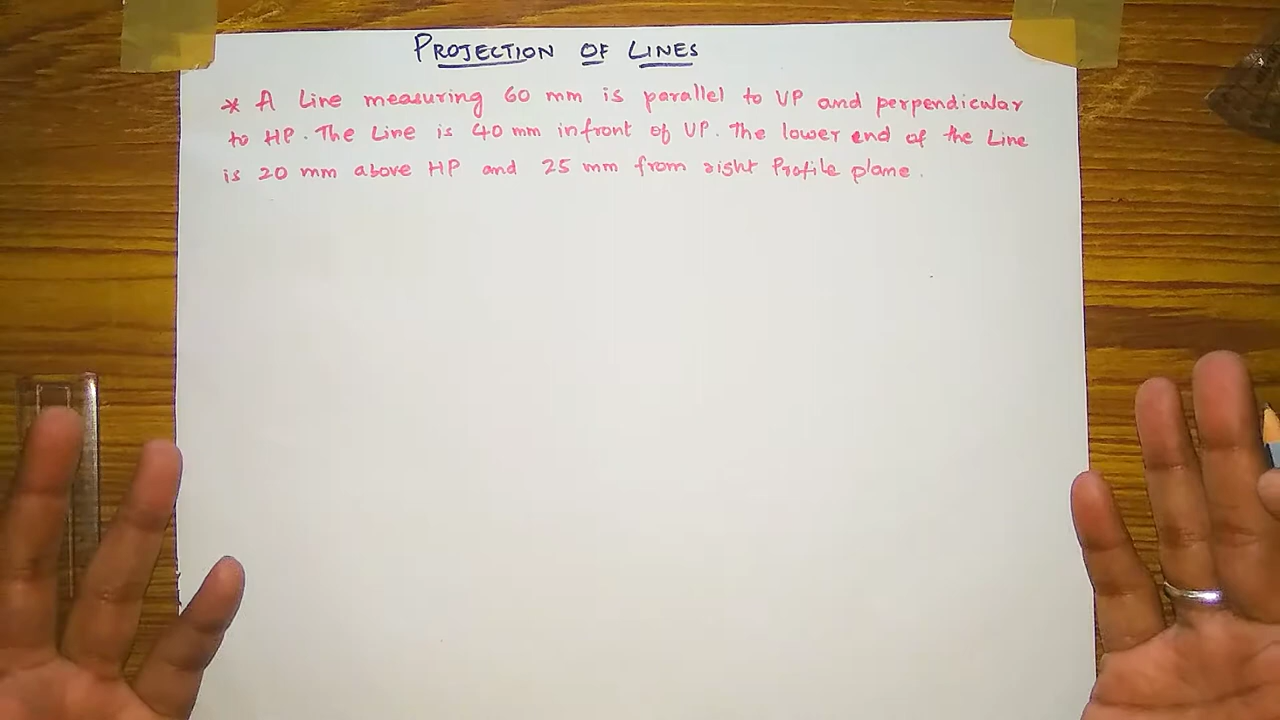 PROJECTION OF LINES
* A Line measuring 60 mm is parallel to VP and perpendicular
to HP. The Line is 40 mm infront of VP. The lower end of the Line
is 20 mm above HP and 25 mm from right Profile plane.